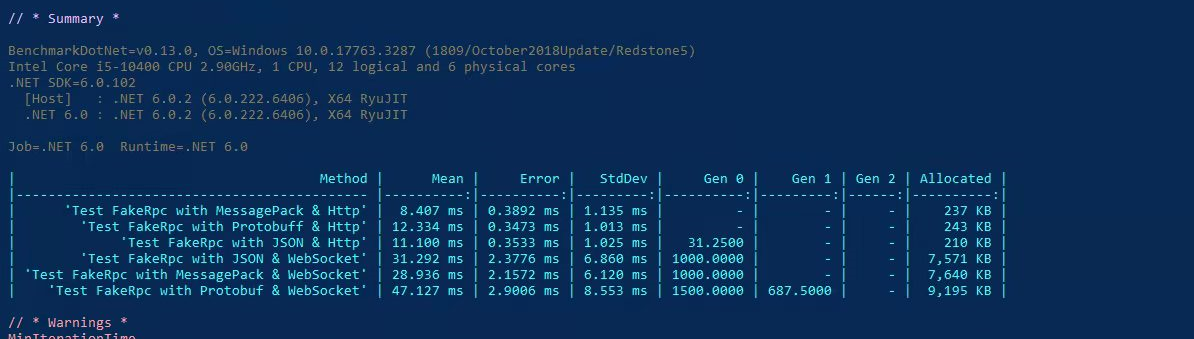 // * Summary *
BenchmarkDotNet=v0.13.0, OS=Windows 10.0.17763.3287 (1809/October2018Update/Redstone5)
Intel Core i5-10400 CPU 2.90GHz, 1 CPU, 12 logical and 6 physical cores
.NET SDK=6.0.102
[Host] : .NET 6.0.2 (6.0.222.6406), X64 RyuJIT
.NET 6.0 : .NET 6.0.2 (6.0.222.6406), X64 RyuJIT
Job=.NET 6.0 Runtime=.NET 6.0
| Method | Mean | Error | StdDev | Gen 0 | Gen 1 | Gen 2 | Allocated |
|-------------------------------------------- |----------:|----------:|---------:|----------:|---------:|------:|----------:|
| 'Test FakeRpc with MessagePack & Http' | 8.407 ms | 0.3892 ms | 1.135 ms | - | - | - | 237 KB |
| 'Test FakeRpc with Protobuff & Http' | 12.334 ms | 0.3473 ms | 1.013 ms | - | - | - | 243 KB |
| 'Test FakeRpc with JSON & Http' | 11.100 ms | 0.3533 ms | 1.025 ms | 31.2500 | - | - | 210 KB |
| 'Test FakeRpc with JSON & WebSocket' | 31.292 ms | 2.3776 ms | 6.860 ms | 1000.0000 | - | - | 7,571 KB |
| 'Test FakeRpc with MessagePack & WebSocket' | 28.936 ms | 2.1572 ms | 6.120 ms | 1000.0000 | - | - | 7,640 KB |
| 'Test FakeRpc with Protobuf & WebSocket' | 47.127 ms | 2.9006 ms | 8.553 ms | 1500.0000 | 687.5000 | - | 9,195 KB |
// * Warnings *
MinIterationTime